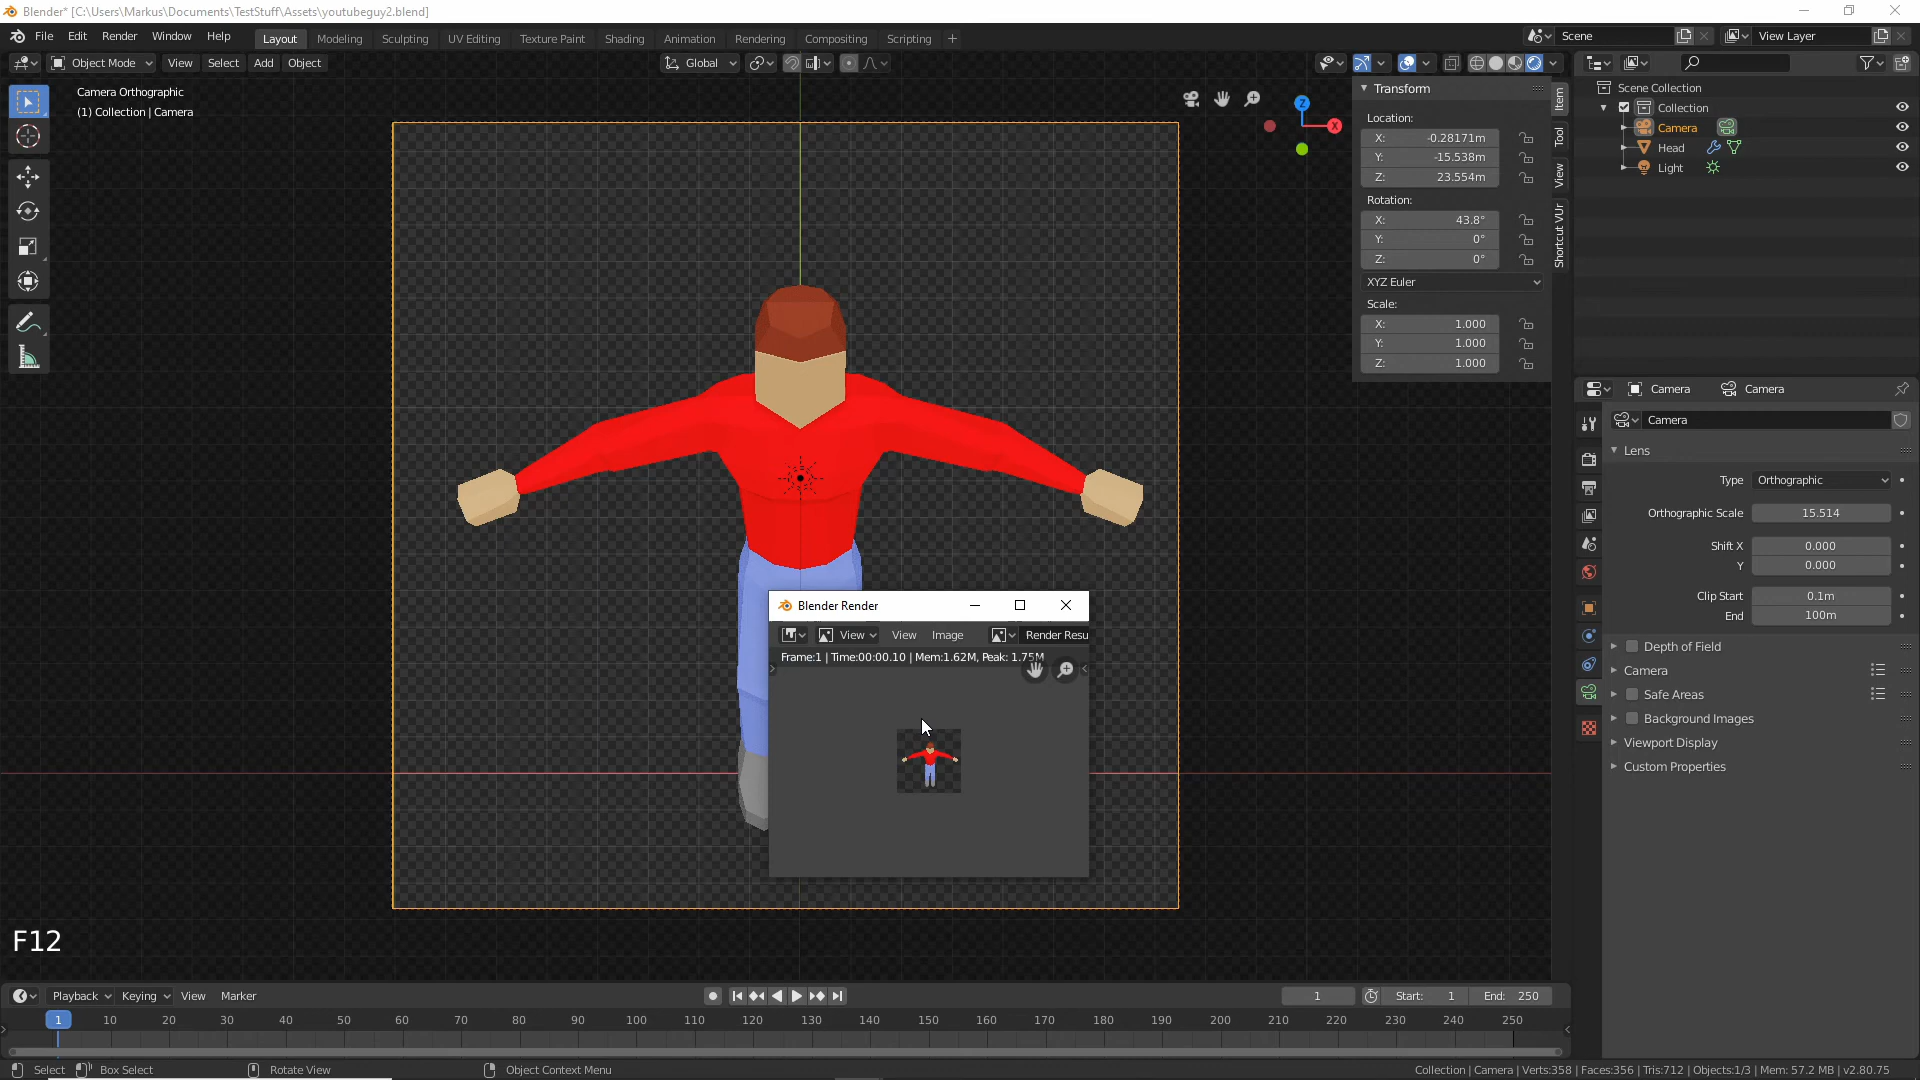 Blender* [C:\Users\Markus\Documents\TestStuff\Assets\youtubeguy2.blend]
File Edit Render Window Help
Layout Modeling Sculpting UV Editing Texture Paint Shading Animation Rendering Compositing Scripting +
Scene
View Layer
Object Mode View Select Add Object
Global
Camera Orthographic
(1) Collection | Camera
Z
X
Transform
Location:
X: -0.28171m
Y: -15.538m
Z: 23.554m
Rotation:
X: 43.8°
Y: 0°
Z: 0°
XYZ Euler
Scale:
X: 1.000
Y: 1.000
Z: 1.000
Item
Tool
View
Shortcut VUr
Scene Collection
Collection
Camera
Head
Light
Camera Camera
Camera
Lens
Type Orthographic
Orthographic Scale 15.514
Shift X 0.000
Y 0.000
Clip Start 0.1m
End 100m
Depth of Field
Camera
Safe Areas
Background Images
Viewport Display
Custom Properties
Blender Render
View View Image Render Resu
Frame:1 | Time:00:00.10 | Mem:1.62M, Peak: 1.75M
F12
Playback Keying View Marker
1 Start: 1 End: 250
1 10 20 30 40 50 60 70 80 90 100 110 120 130 140 150 160 170 180 190 200 210 220 230 240 250
Select Box Select Rotate View Object Context Menu
Collection | Camera | Verts:358 | Faces:356 | Tris:712 | Objects:1/3 | Mem: 57.2 MB | v2.80.75